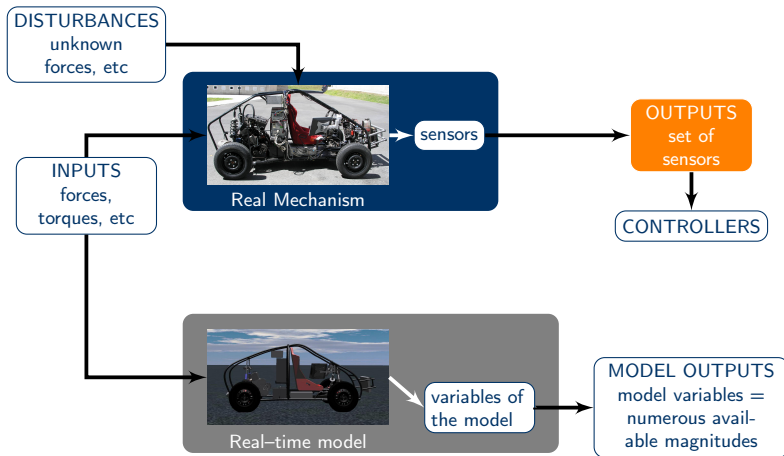 DISTURBANCES
unknown
forces, etc
sensors
Real Mechanism
OUTPUTS
set of
sensors
INPUTS
forces,
torques, etc
CONTROLLERS
variables of
the model
Real–time model
MODEL OUTPUTS
model variables =
numerous avail-
able magnitudes